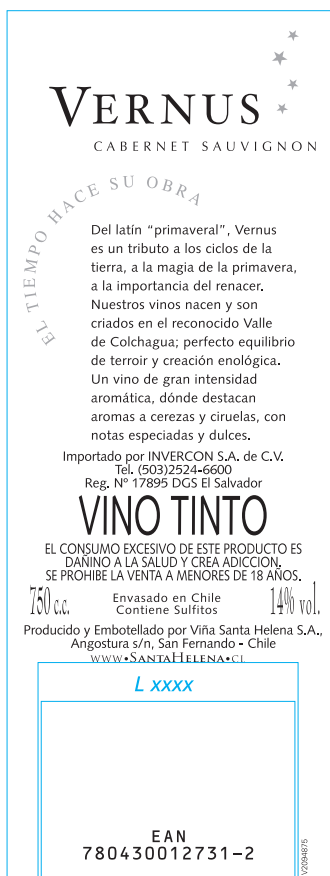 VERNUS
CABERNET SAUVIGNON
EL TIEMPO HACE SU OBRA
Del latín “primaveral”, Vernus
es un tributo a los ciclos de la
tierra, a la magia de la primavera,
a la importancia del renacer.
Nuestros vinos nacen y son
criados en el reconocido Valle
de Colchagua; perfecto equilibrio
de terroir y creación enológica.
Un vino de gran intensidad
aromática, dónde destacan
aromas a cerezas y ciruelas, con
notas especiadas y dulces.
Importado por INVERCON S.A. de C.V.
Tel. (503)2524-6600
Reg. Nº 17895 DGS El Salvador
VINO TINTO
EL CONSUMO EXCESIVO DE ESTE PRODUCTO ES
DAÑINO A LA SALUD Y CREA ADICCION.
SE PROHIBE LA VENTA A MENORES DE 18 AÑOS.
750 c.c.
Envasado en Chile
Contiene Sulfitos
14% vol.
Producido y Embotellado por Viña Santa Helena S.A.,
Angostura s/n, San Fernando - Chile
WWW•SANTAHELENA•CL
L xxxx
EAN
780430012731-2
V2094875